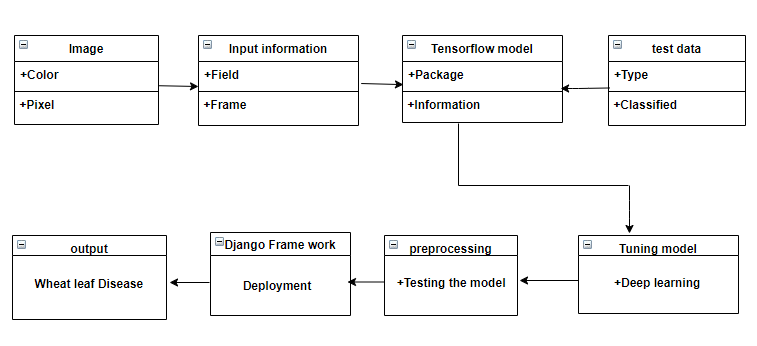 Image
+Color
+Pixel
Input information
+Field
+Frame
Tensorflow model
+Package
+Information
test data
+Type
+Classified
output
Wheat leaf Disease
Django Frame work
Deployment
preprocessing
+Testing the model
Tuning model
+Deep learning